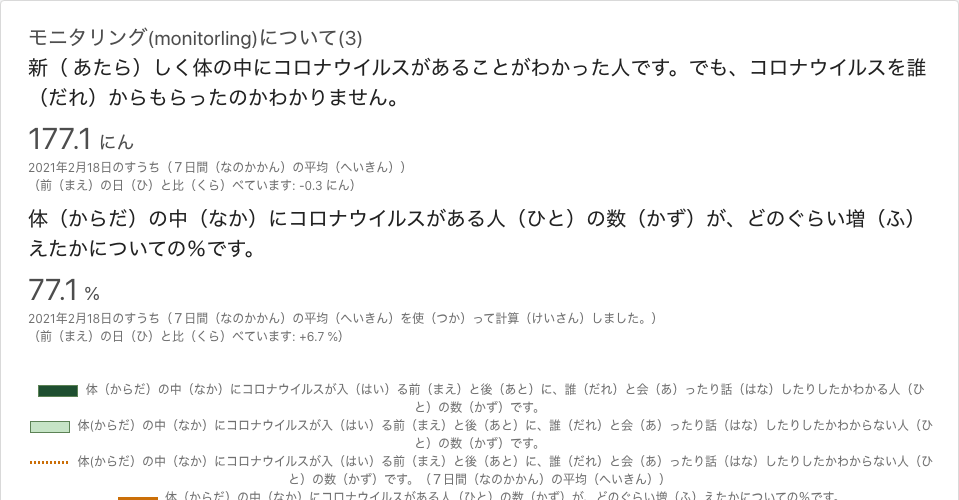 モニタリング(monitorling)について(3)
新（ あたら）しく体の中にコロナウイルスがあることがわかった人です。でも、コロナウイルスを誰
（だれ）からもらったのかわかりません。
177.1 にん
2021年2月18日のすうち（７日間（なのかかん）の平均（へいきん））
（前（まえ）の日（ひ）と比（くら）べています: -0.3 にん）
体（からだ）の中（なか）にコロナウイルスがある人（ひと）の数（かず）が、どのぐらい増（ふ）
えたかについての％です。
77.1 %
2021年2月18日のすうち（７日間（なのかかん）の平均（へいきん）を使（つか）って計算（けいさん）しました。）
（前（まえ）の日（ひ）と比（くら）べています: +6.7 %）
体（からだ）の中（なか）にコロナウイルスが入（はい）る前（まえ）と後（あと）に、誰（だれ）と会（あ）ったり話（はな）したりしたかわかる人（ひ
と）の数（かず）です。
体(からだ）の中（なか）にコロナウイルスが入（はい）る前（まえ）と後（あと）に、誰（だれ）と会（あ）ったり話（はな）したりしたかわからない人（ひ
と）の数（かず）です。
体(からだ）の中（なか）にコロナウイルスが入（はい）る前（まえ）と後（あと）に、誰（だれ）と会（あ）ったり話（はな）したりしたかわからない人（ひ
と）の数（かず）です。（７日間（なのかかん）の平均（へいきん））
体（からだ）の中（なか）にコロナウイルスがある人（ひと）の数（かず）が、どのぐらい増（ふ）えたかについての％です。